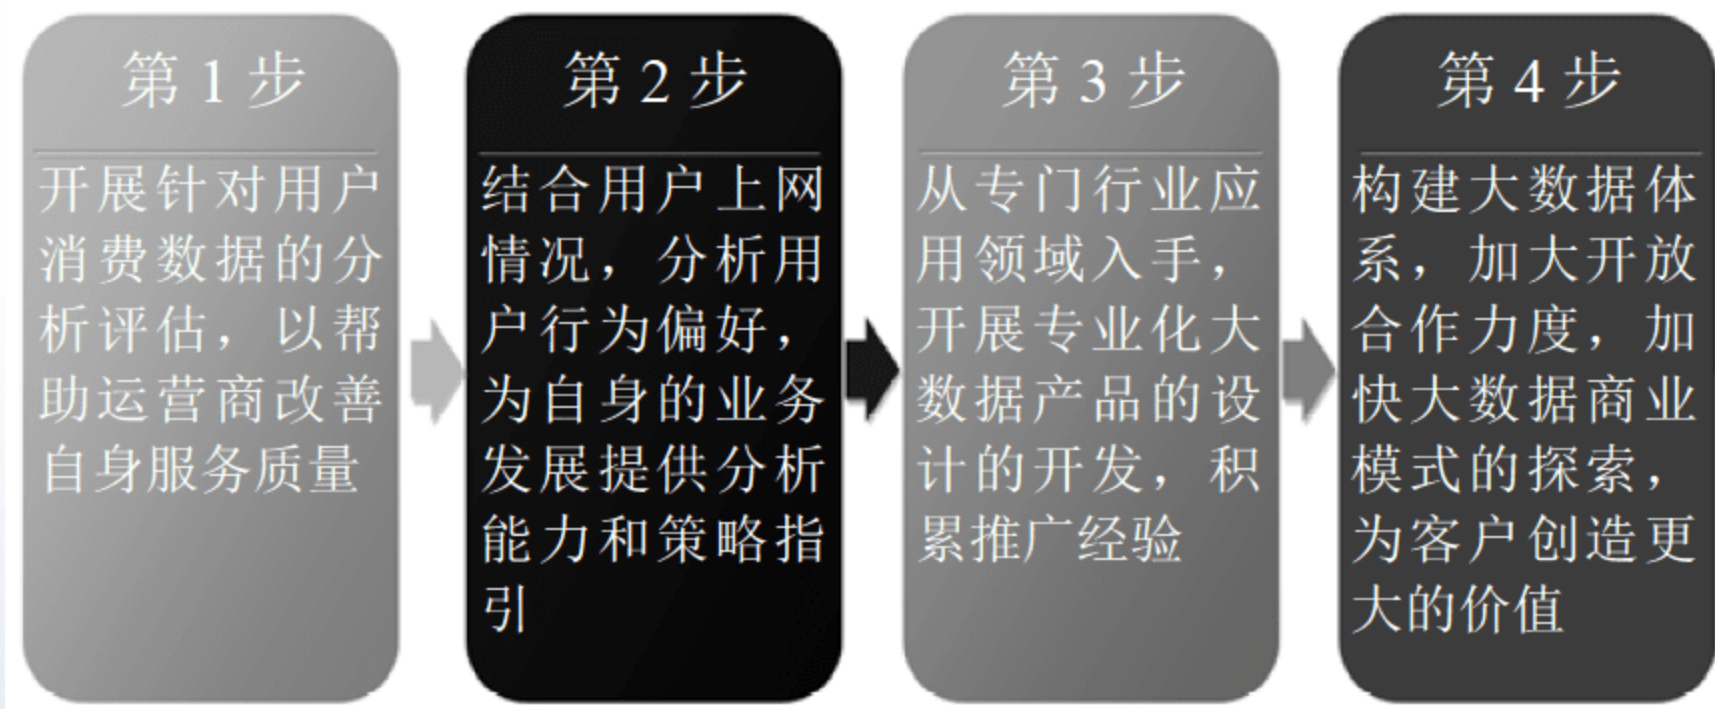 第 1 步
开展针对用户
消费数据的分
析评估，以帮
助运营商改善
自身服务质量
第 2 步
结合用户上网
情况，分析用
户行为偏好，
为自身的业务
发展提供分析
能力和策略指
引
第 3 步
从专门行业应
用领域入手，
开展专业化大
数据产品的设
计的开发，积
累推广经验
第 4 步
构建大数据体
系，加大开放
合作力度，加
快大数据商业
模式的探索，
为客户创造更
大的价值